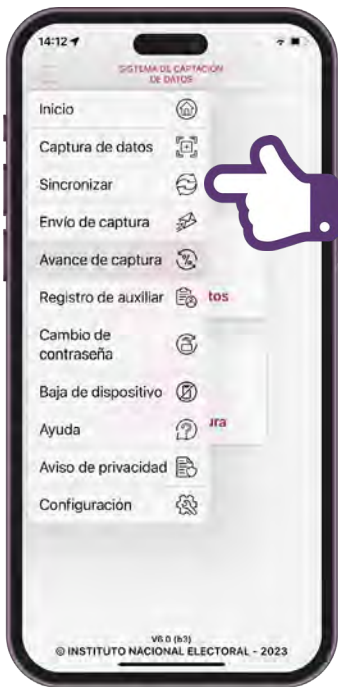 14:12
SISTEMA DE CAPTACIÓN
DE DATOS
Inicio
Captura de datos
Sincronizar
Envío de captura
Avance de captura
Registro de auxiliar
tos
Cambio de
contraseña
Baja de dispositivo
Ayuda
ura
Aviso de privacidad
Configuración
V6.0 (b3)
© INSTITUTO NACIONAL ELECTORAL - 2023